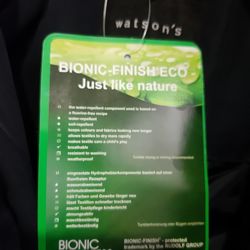 watson's
BIONIC-FINISH ECO
Just like nature
the water-repellent component used is based on
a fluorine-free recipe
water-repellent
soil-repellent
keeps colours and fabrics looking new longer
allows textiles to dry more rapidly
makes textile care a child's play
breathable
resistant to washing
weatherproof
eingesetzte Hydrophobkomponente basiert auf einer
fluorfreien Rezeptur
wasserabweisend
schmutzabweisend
hält Farben und Gewebe länger neu
lässt Textilien schneller trocknen
macht Textilpflege kinderleicht
atmungsaktiv
waschbeständig
wetterbeständig
BIONIC
BIONIC-FINISH protected
trademark by the RUDOLF GROUP